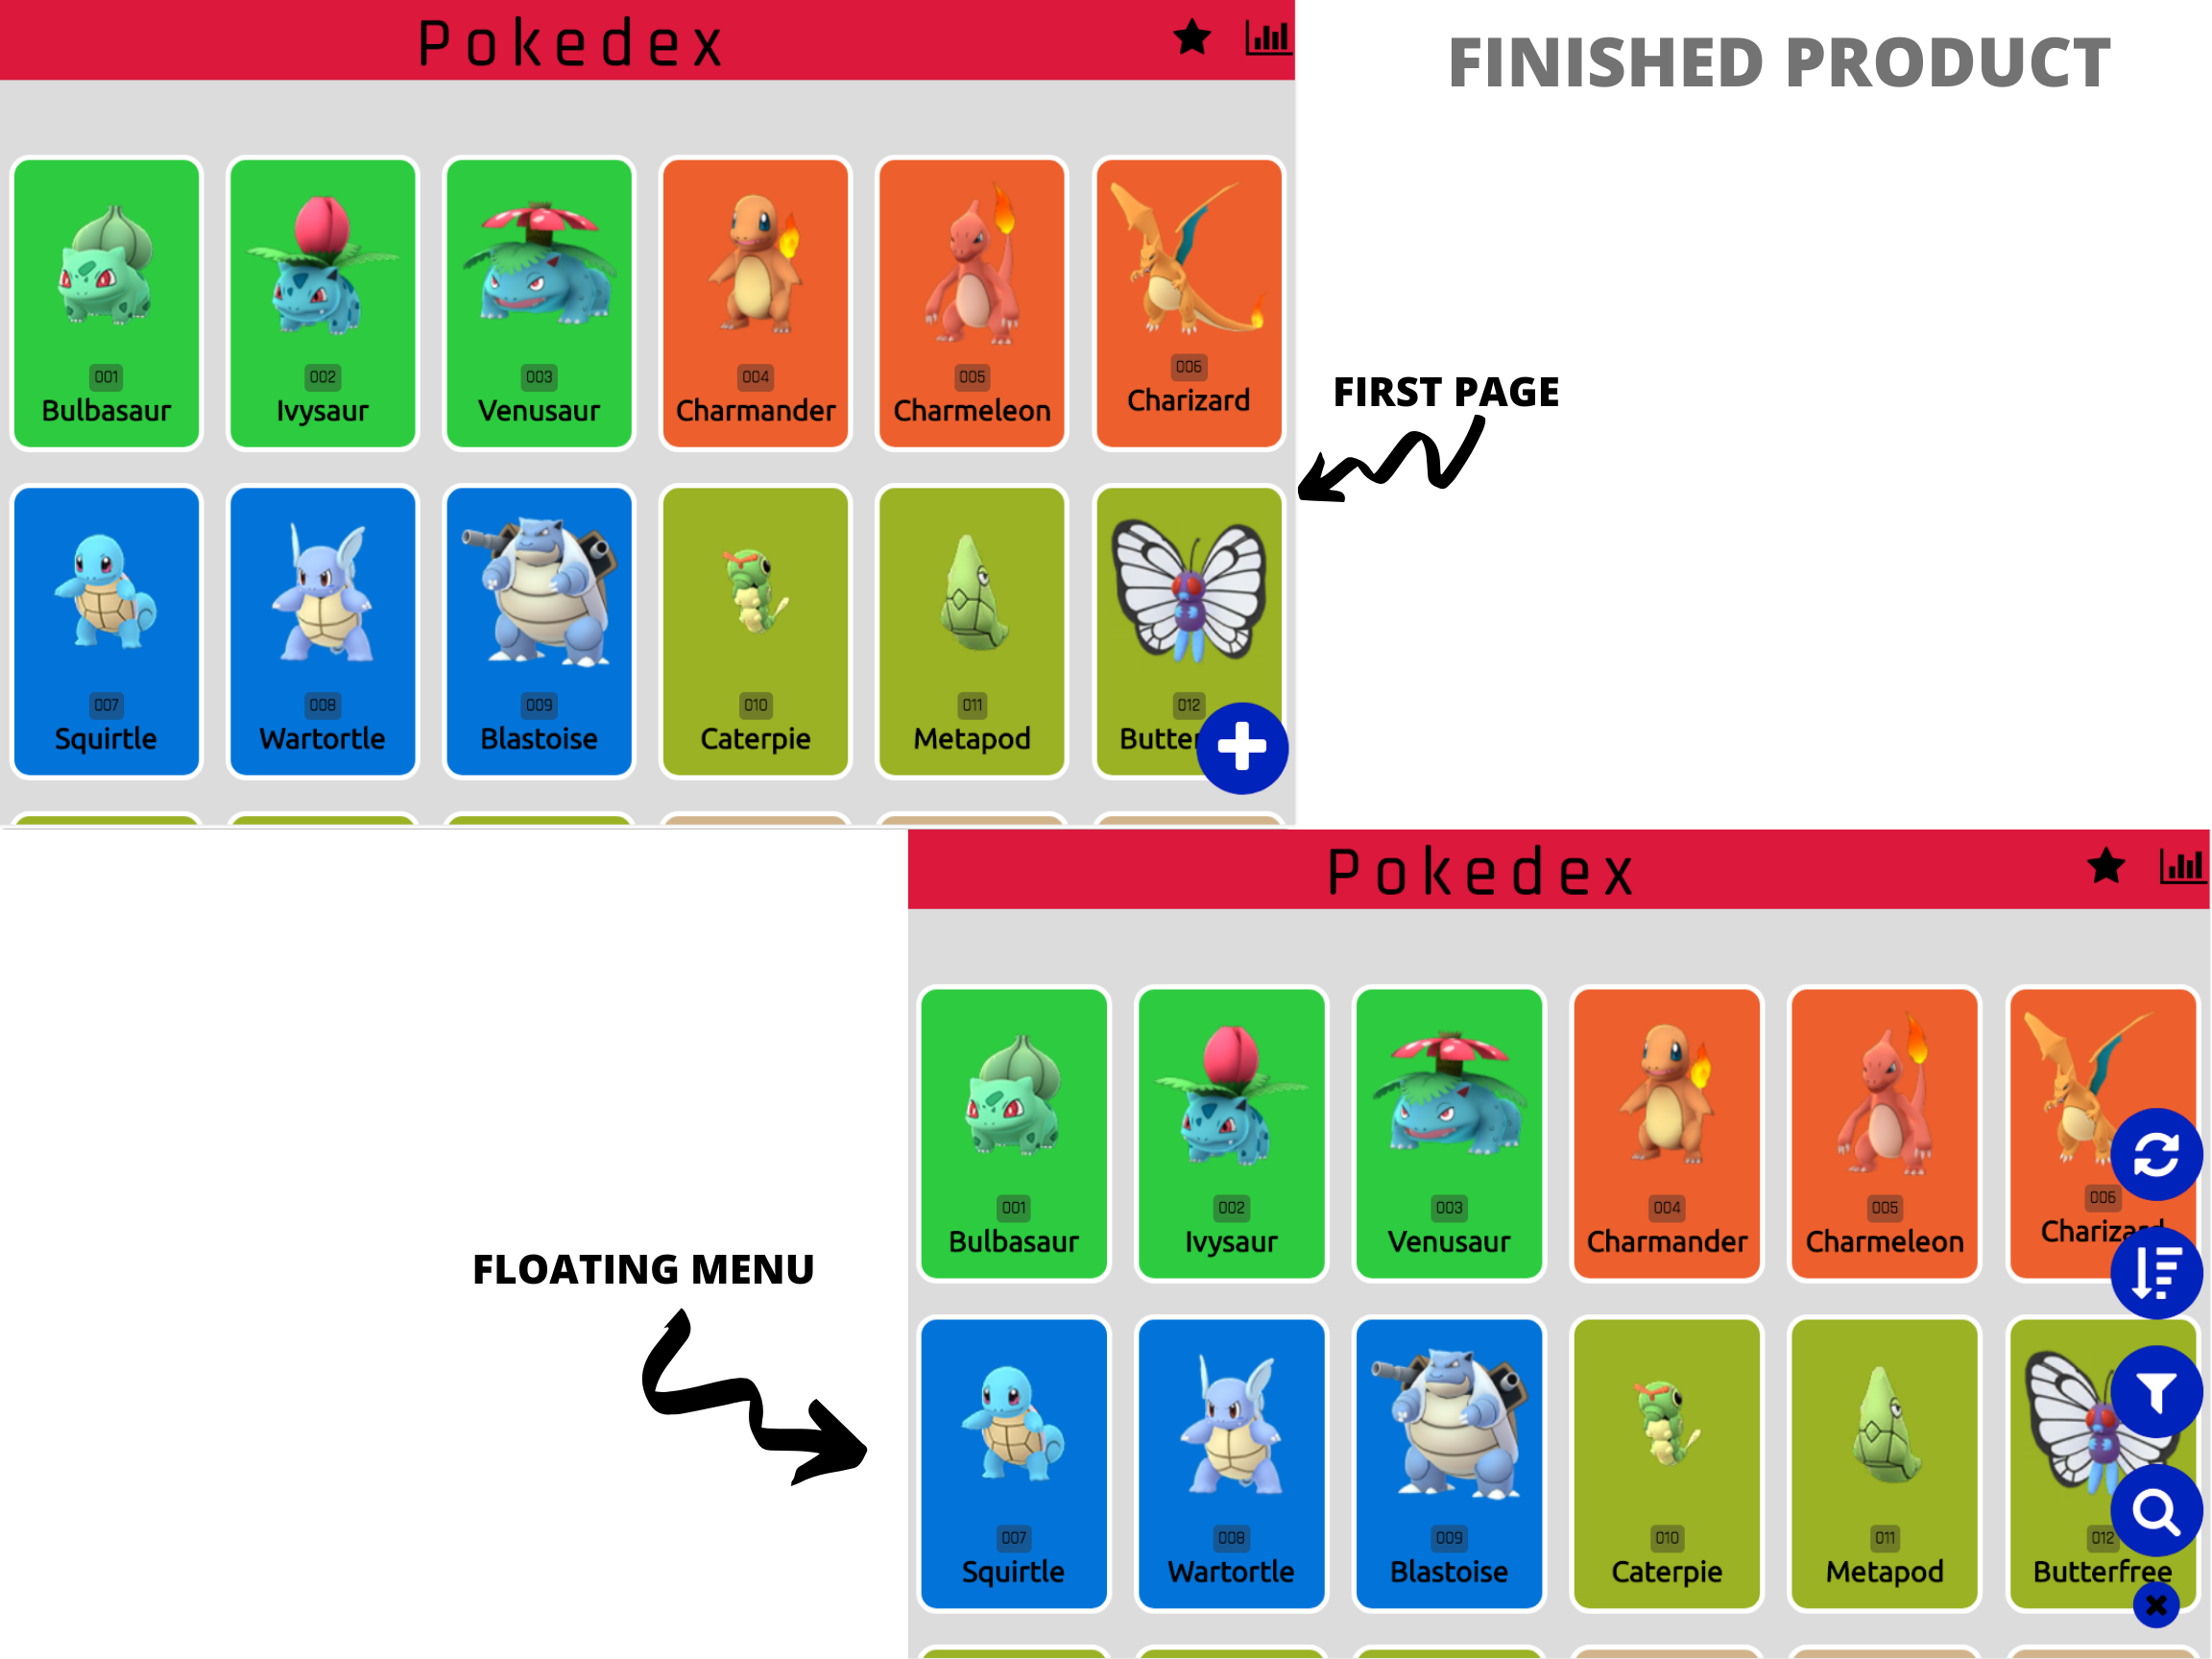 Pokedex
FINISHED PRODUCT
001 002 003 004 005 006
Bulbasaur Ivysaur Venusaur Charmander Charmeleon Charizard
FIRST PAGE
007 008 009 010 011 012
Squirtle Wartortle Blastoise Caterpie Metapod Butter
Pokedex
001 002 003 004 005 006
Bulbasaur Ivysaur Venusaur Charmander Charmeleon Charizard
FLOATING MENU
007 008 009 010 011 012
Squirtle Wartortle Blastoise Caterpie Metapod Butterfree